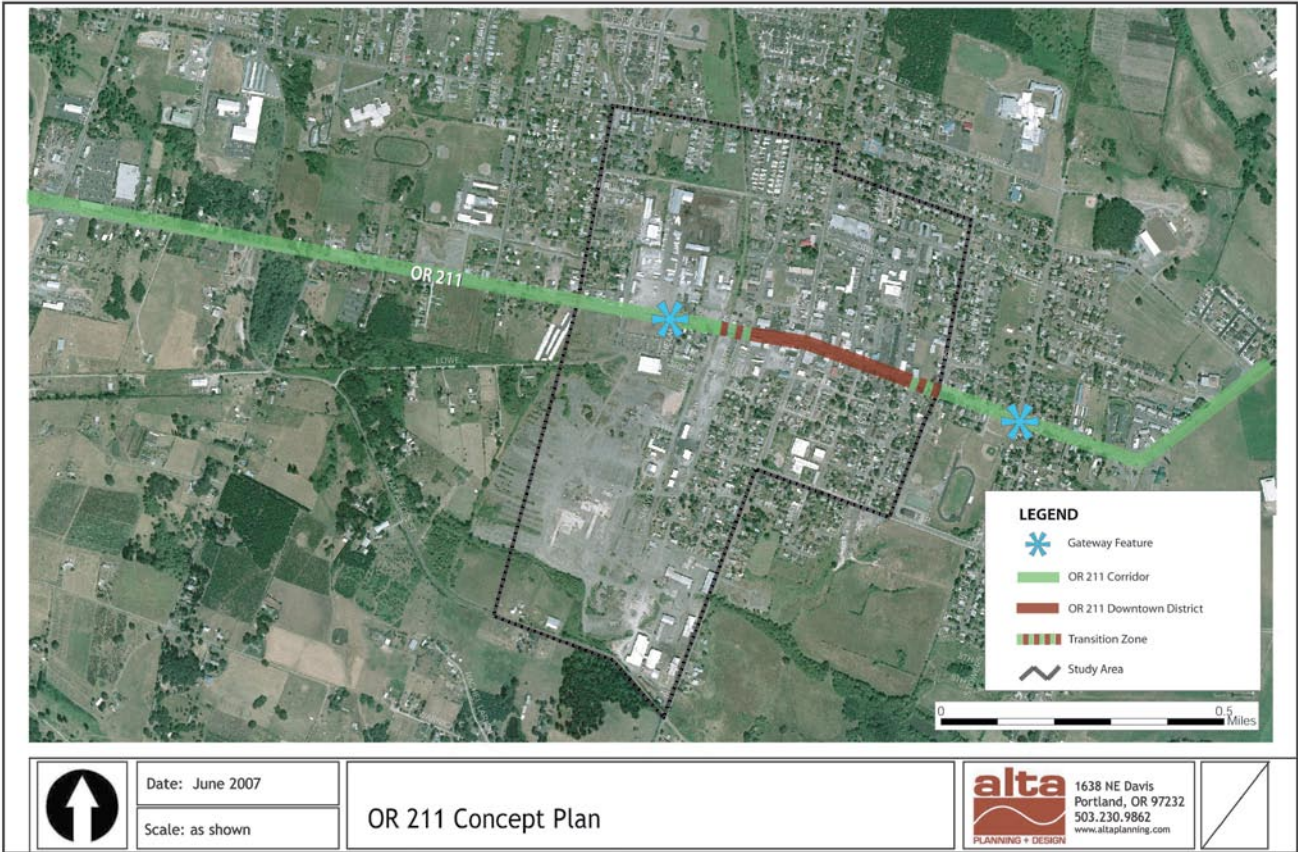 OR 211
LOWE
LEGEND
Gateway Feature
OR 211 Corridor
OR 211 Downtown District
Transition Zone
Study Area
0
0.5
Miles
Date: June 2007
Scale: as shown
OR 211 Concept Plan
alta
PLANNING + DESIGN
1638 NE Davis
Portland, OR 97232
503.230.9862
www.altaplanning.com